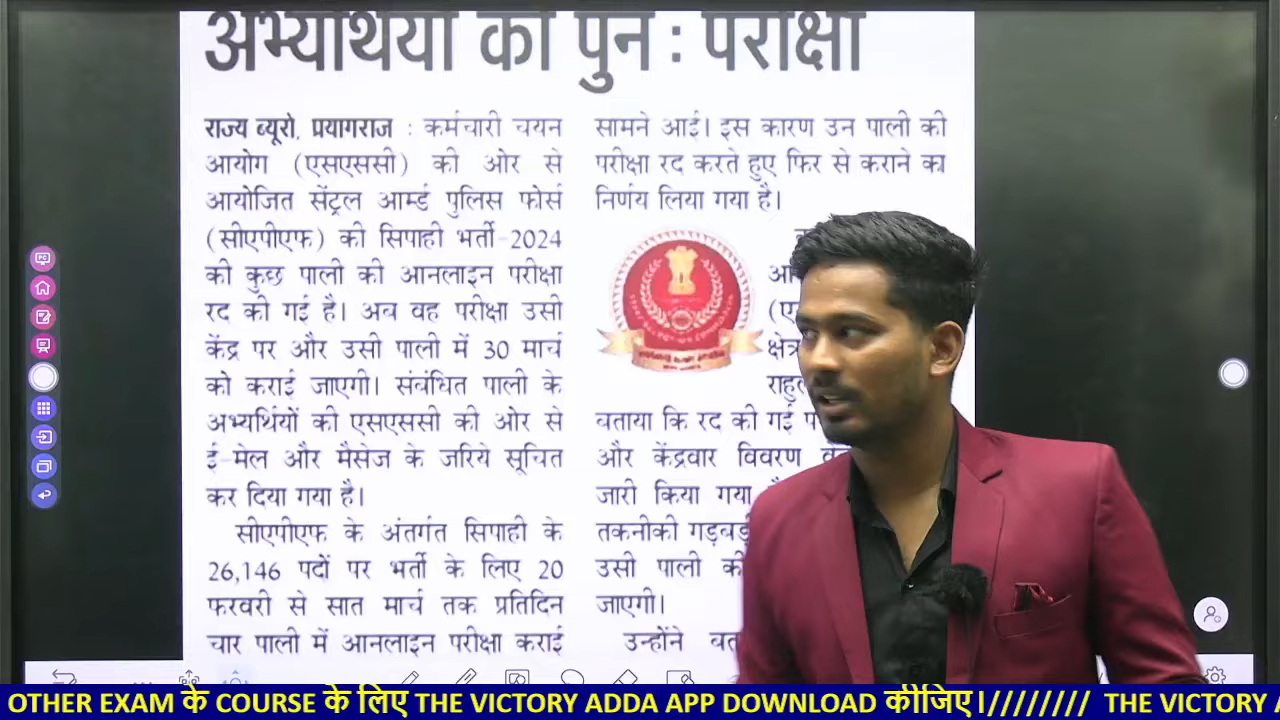 अभ्यर्थियों की पुनः परीक्षा
राज्य ब्यूरो, प्रयागराज : कर्मचारी चयन
आयोग (एसएससी) की ओर से
आयोजित सेंट्रल आर्म्ड पुलिस फोर्स
(सीएपीएफ) की सिपाही भर्ती-2024
की कुछ पाली की आनलाइन परीक्षा
रद की गई है। अब वह परीक्षा उसी
केंद्र पर और उसी पाली में 30 मार्च
को कराई जाएगी। संबंधित पाली के
अभ्यर्थियों की एसएससी की ओर से
ई-मेल और मैसेज के जरिये सूचित
कर दिया गया है।
सीएपीएफ के अंतर्गत सिपाही के
26,146 पदों पर भर्ती के लिए 20
फरवरी से सात मार्च तक प्रतिदिन
चार पाली में आनलाइन परीक्षा कराई
सामने आई। इस कारण उन पाली की
परीक्षा रद करते हुए फिर से कराने का
निर्णय लिया गया है।
बताया कि रद की गई
और केंद्रवार विवरण
जारी किया गया
तकनीकी गड़बड़ी
उसी पाली की
जाएगी।
उन्होंने
OTHER EXAM के COURSE के लिए THE VICTORY ADDA APP DOWNLOAD कीजिए।//////// THE VICTORY